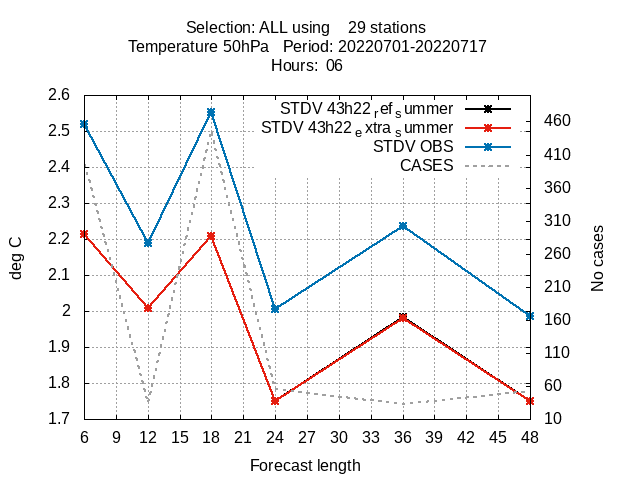 Selection: ALL using 29 stations
Temperature 50hPa Period: 20220701-20220717
Hours: 06
STDV 43h22refsummer
STDV 43h22extrasummer
STDV OBS
CASES
deg C
2.6
2.5
2.4
2.3
2.2
2.1
2
1.9
1.8
1.7
No cases
460
410
360
310
260
210
160
110
60
10
6 9 12 15 18 21 24 27 30 33 36 39 42 45 48
Forecast length